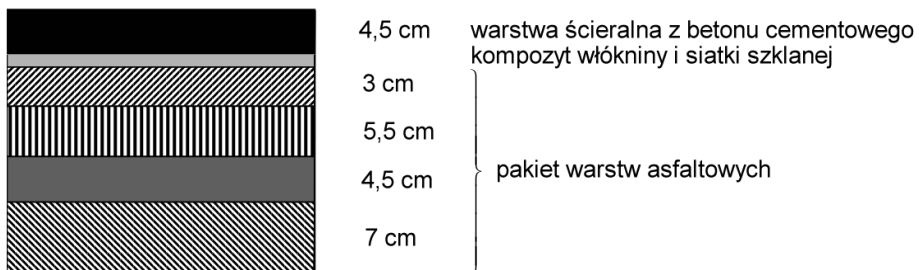 4,5 cm warstwa ścieralna z betonu cementowego
kompozyt włókniny i siatki szklanej
3 cm
5,5 cm
pakiet warstw asfaltowych
4,5 cm
7 cm